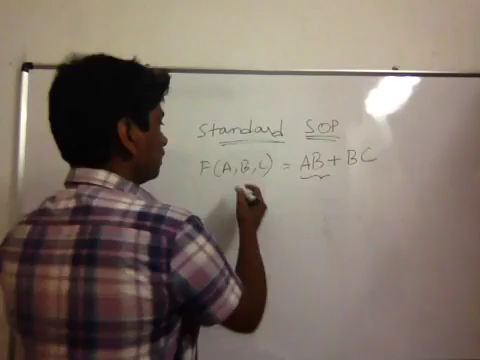 Standard SOP
F(A,B,C) = AB + BC